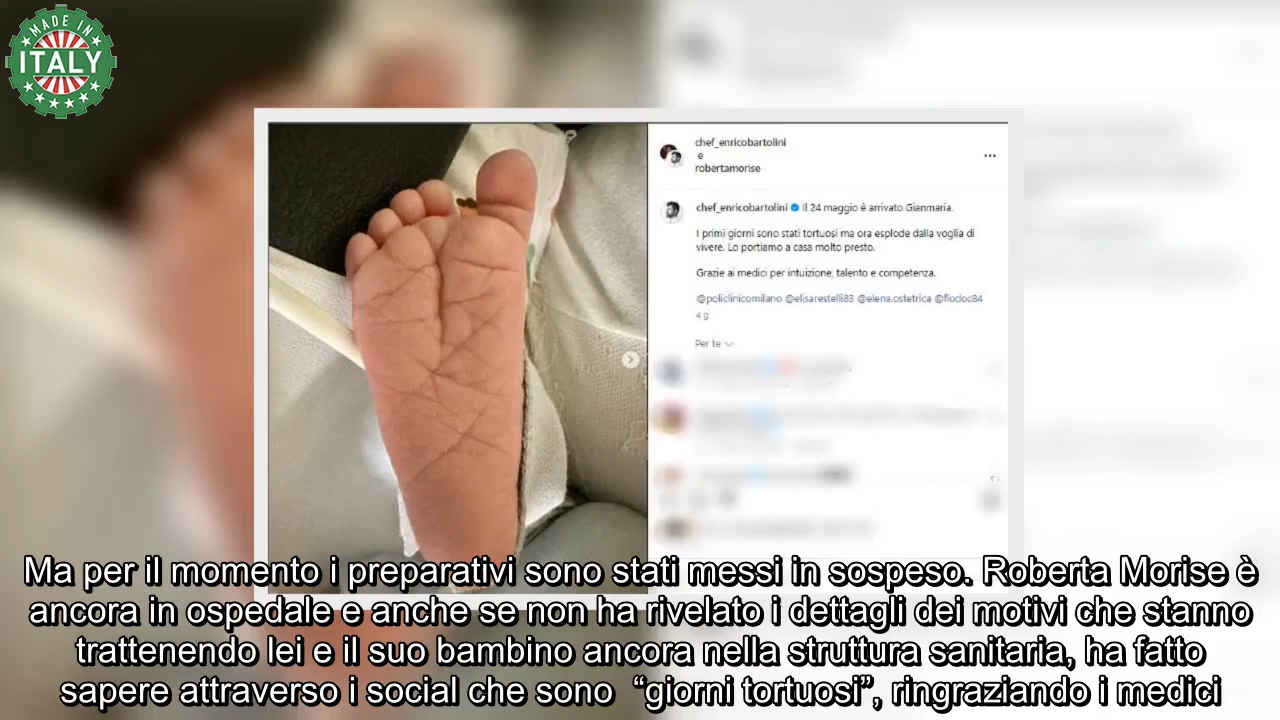 MADE IN
ITALY
chef_enricobartolini
e
robertamorise
chef_enricobartolini Il 24 maggio è arrivato Gianmaria.
I primi giorni sono stati tortuosi ma ora esplode dalla voglia di
vivere. Lo portiamo a casa molto presto.
Grazie ai medici per intuizione, talento e competenza.
@policlinicomilano @elisarestelli83 @elena.ostetrica @flodoc84
4 g
Per te
Ma per il momento i preparativi sono stati messi in sospeso. Roberta Morise è
ancora in ospedale e anche se non ha rivelato i dettagli dei motivi che stanno
trattenendo lei e il suo bambino ancora nella struttura sanitaria, ha fatto
sapere attraverso i social che sono “giorni tortuosi”, ringraziando i medici